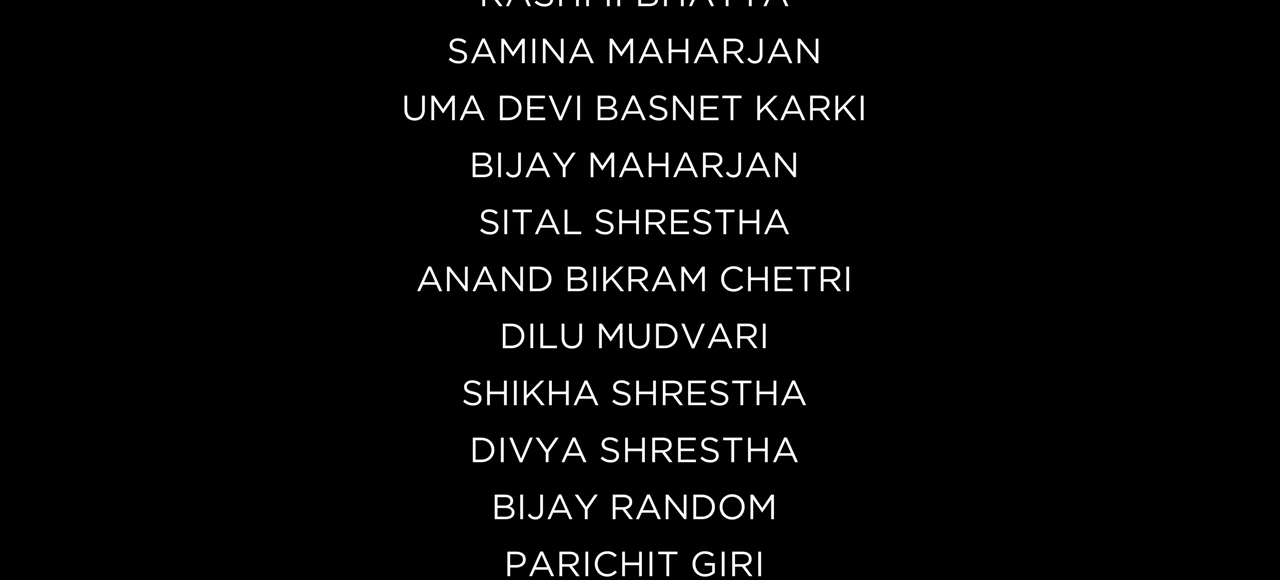 SAMINA MAHARJAN
UMA DEVI BASNET KARKI
BIJAY MAHARJAN
SITAL SHRESTHA
ANAND BIKRAM CHETRI
DILU MUDVARI
SHIKHA SHRESTHA
DIVYA SHRESTHA
BIJAY RANDOM
PARICHIT GIRI